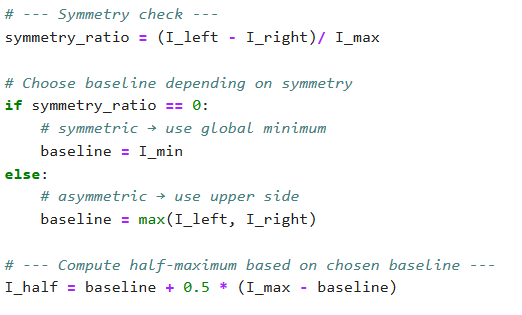 # --- Symmetry check ---
symmetry_ratio = (I_left - I_right)/ I_max
# Choose baseline depending on symmetry
if symmetry_ratio == 0:
    # symmetric → use global minimum
    baseline = I_min
else:
    # asymmetric → use upper side
    baseline = max(I_left, I_right)
# --- Compute half-maximum based on chosen baseline ---
I_half = baseline + 0.5 * (I_max - baseline)